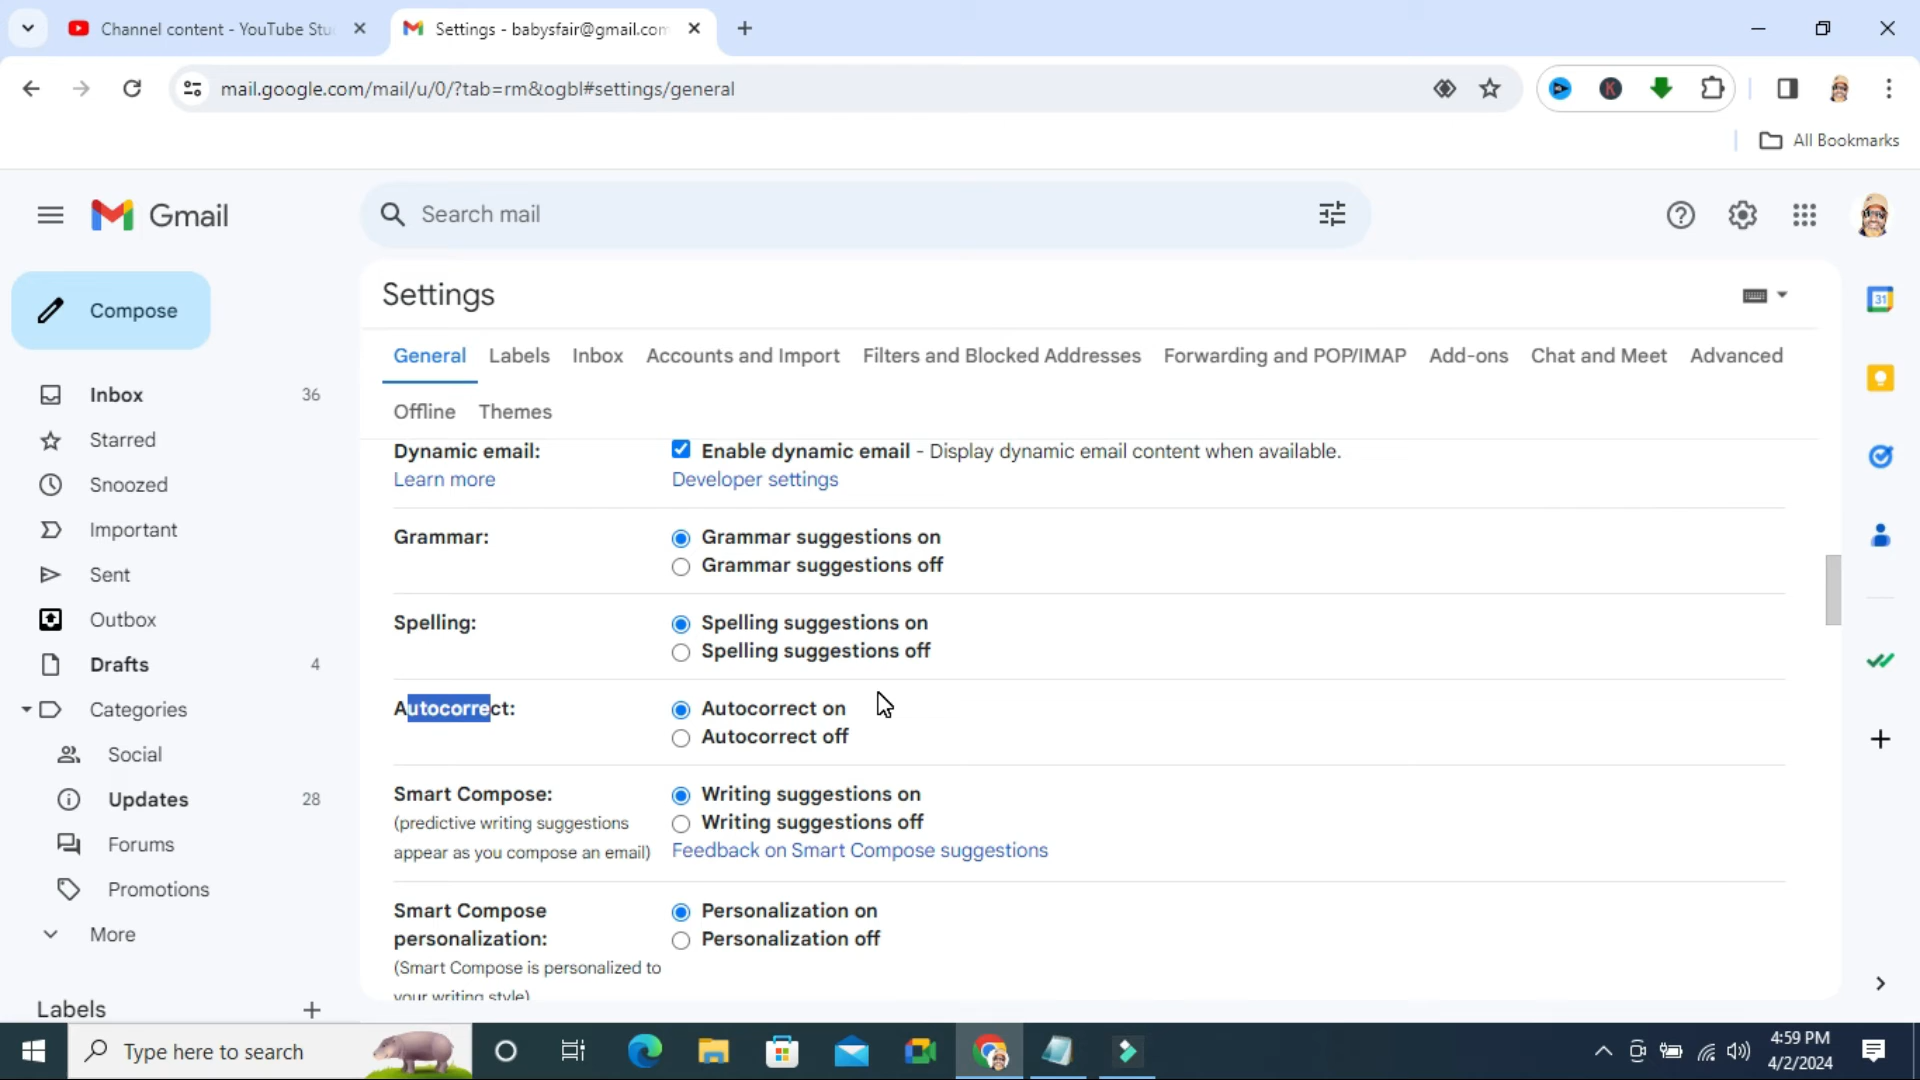 Channel content - YouTube Stu
Settings - babysfair@gmail.com
mail.google.com/mail/u/0/?tab=rm&ogbl#settings/general
All Bookmarks
Gmail
Search mail
Compose
Inbox 36
Starred
Snoozed
Important
Sent
Outbox
Drafts 4
Categories
Social
Updates 28
Forums
Promotions
More
Labels
Settings
General Labels Inbox Accounts and Import Filters and Blocked Addresses Forwarding and POP/IMAP Add-ons Chat and Meet Advanced
Offline Themes
Dynamic email: Enable dynamic email - Display dynamic email content when available.
Learn more Developer settings
Grammar: Grammar suggestions on
Grammar suggestions off
Spelling: Spelling suggestions on
Spelling suggestions off
Autocorrect: Autocorrect on
Autocorrect off
Smart Compose: Writing suggestions on
(predictive writing suggestions Writing suggestions off
appear as you compose an email) Feedback on Smart Compose suggestions
Smart Compose Personalization on
personalization: Personalization off
(Smart Compose is personalized to
your writing style)
31
Type here to search
4:59 PM
4/2/2024